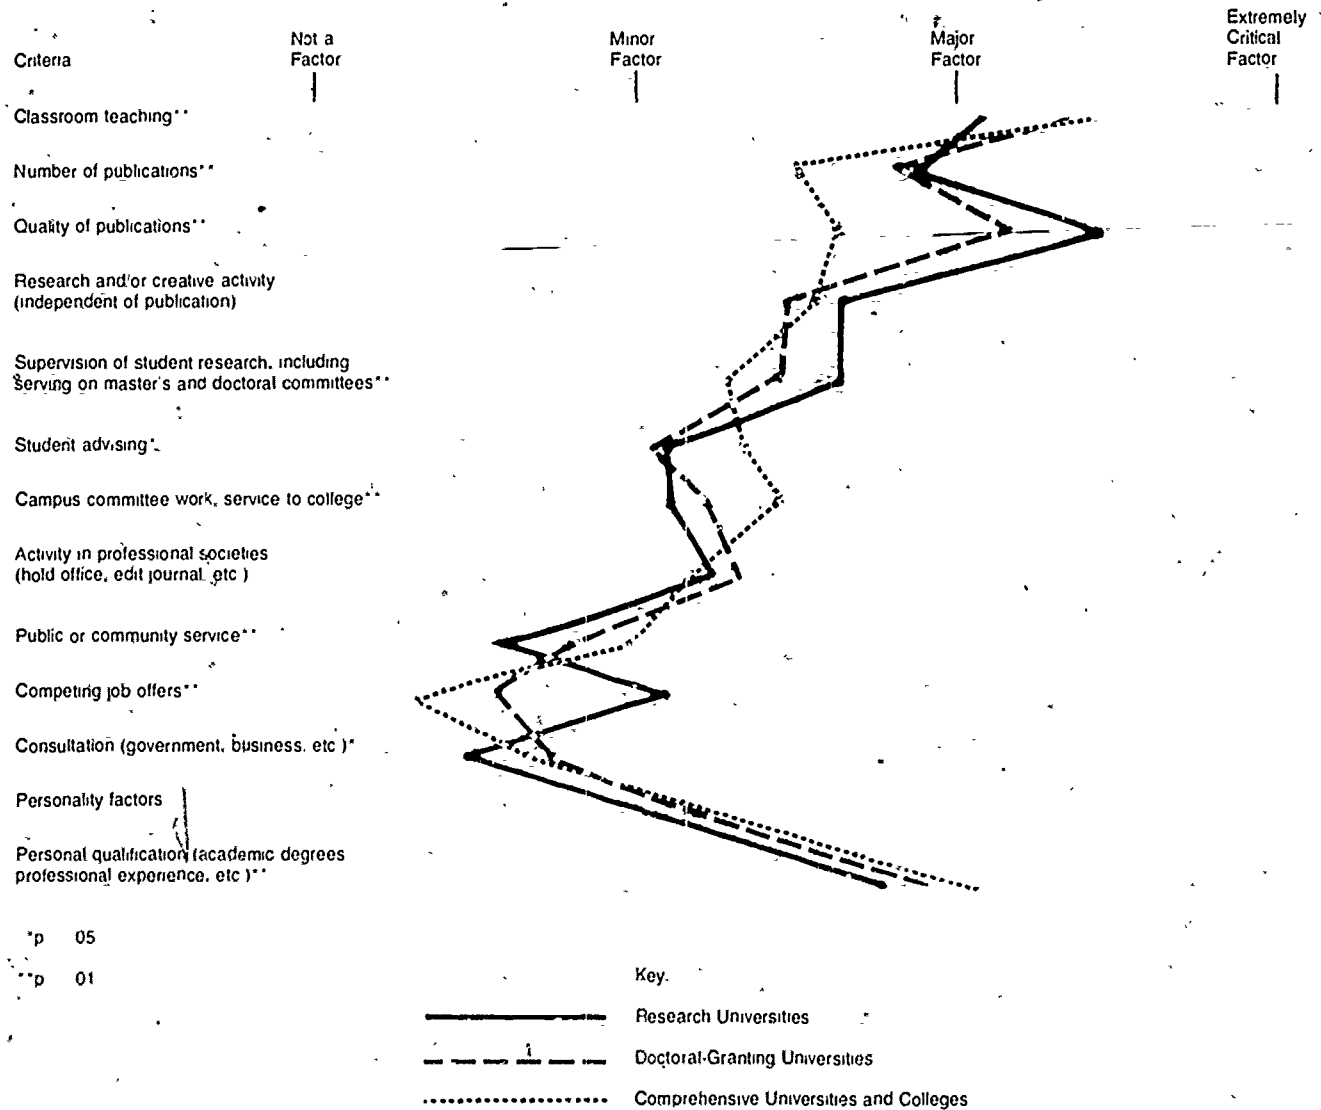 Criteria
Not a
Factor
Minor
Factor
Major
Factor
Extremely
Critical
Factor
Classroom teaching**
Number of publications**
Quality of publications**
Research and/or creative activity
(independent of publication)
Supervision of student research, including
serving on master's and doctoral committees**
Student advising*
Campus committee work, service to college**
Activity in professional societies
(hold office, edit journal, etc )
Public or community service**
Competing job offers**
Consultation (government, business, etc )*
Personality factors
Personal qualification (academic degrees
professional experience, etc )**
*p 05
**p 01
Key.
Research Universities
Doctoral-Granting Universities
Comprehensive Universities and Colleges